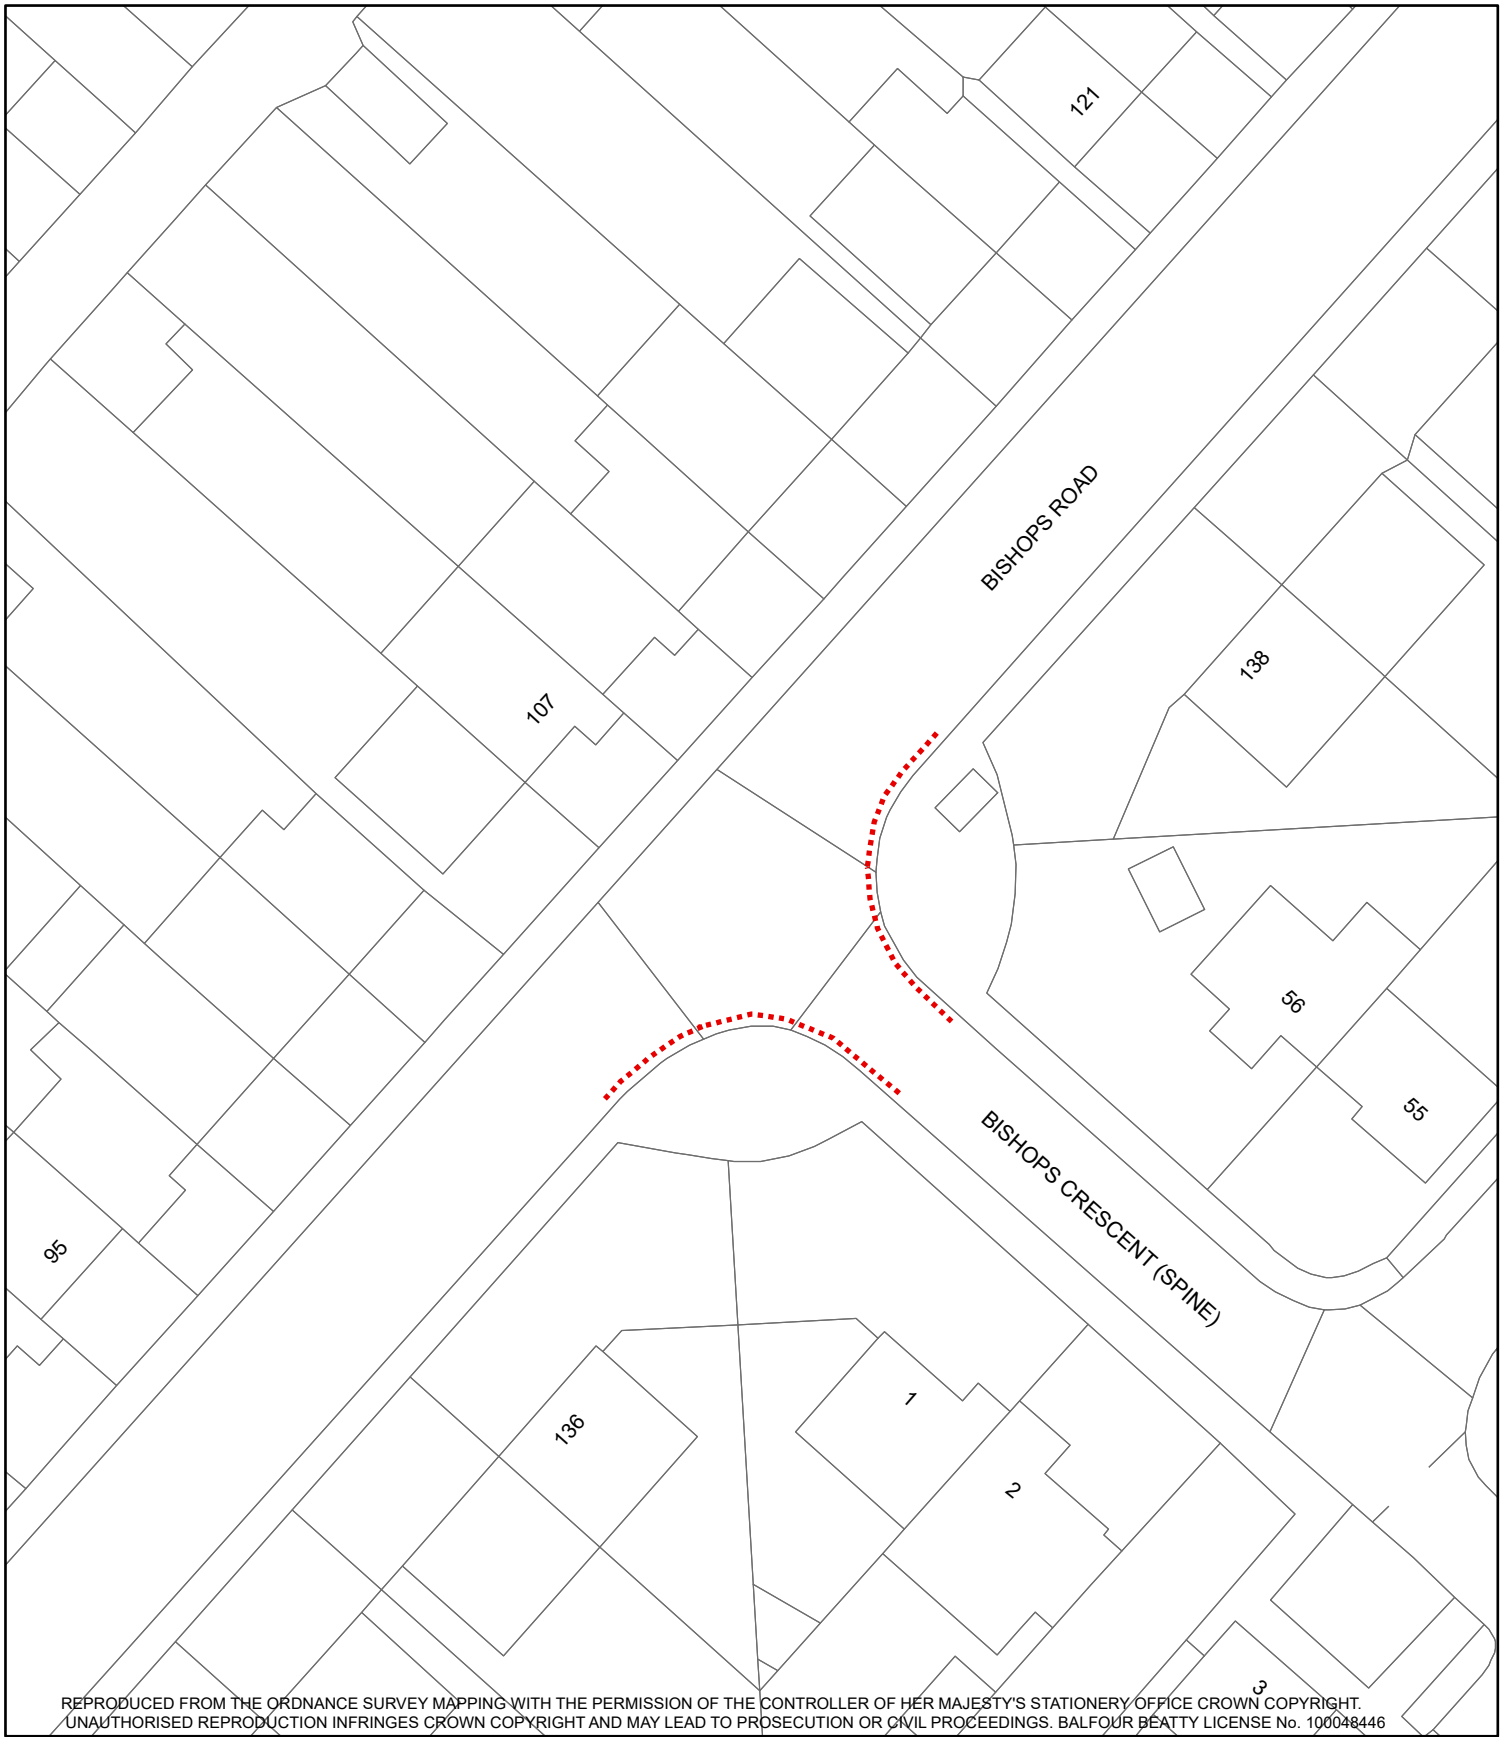 121
BISHOPS ROAD
138
107
56
55
BISHOPS CRESCENT (SPINE)
95
1
136
2
3
REPRODUCED FROM THE ORDNANCE SURVEY MAPPING WITH THE PERMISSION OF THE CONTROLLER OF HER MAJESTY'S STATIONERY OFFICE CROWN COPYRIGHT.
UNAUTHORISED REPRODUCTION INFRINGES CROWN COPYRIGHT AND MAY LEAD TO PROSECUTION OR CIVIL PROCEEDINGS. BALFOUR BEATTY LICENSE No. 100048446